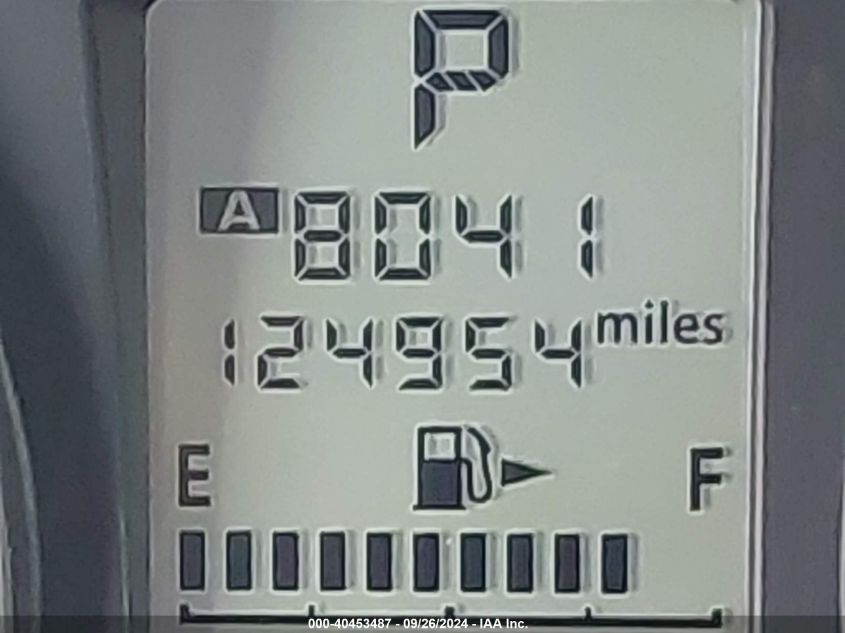 P
A 8041
124954 miles
E F
000-40453487 - 09/26/2024 - IAA Inc.